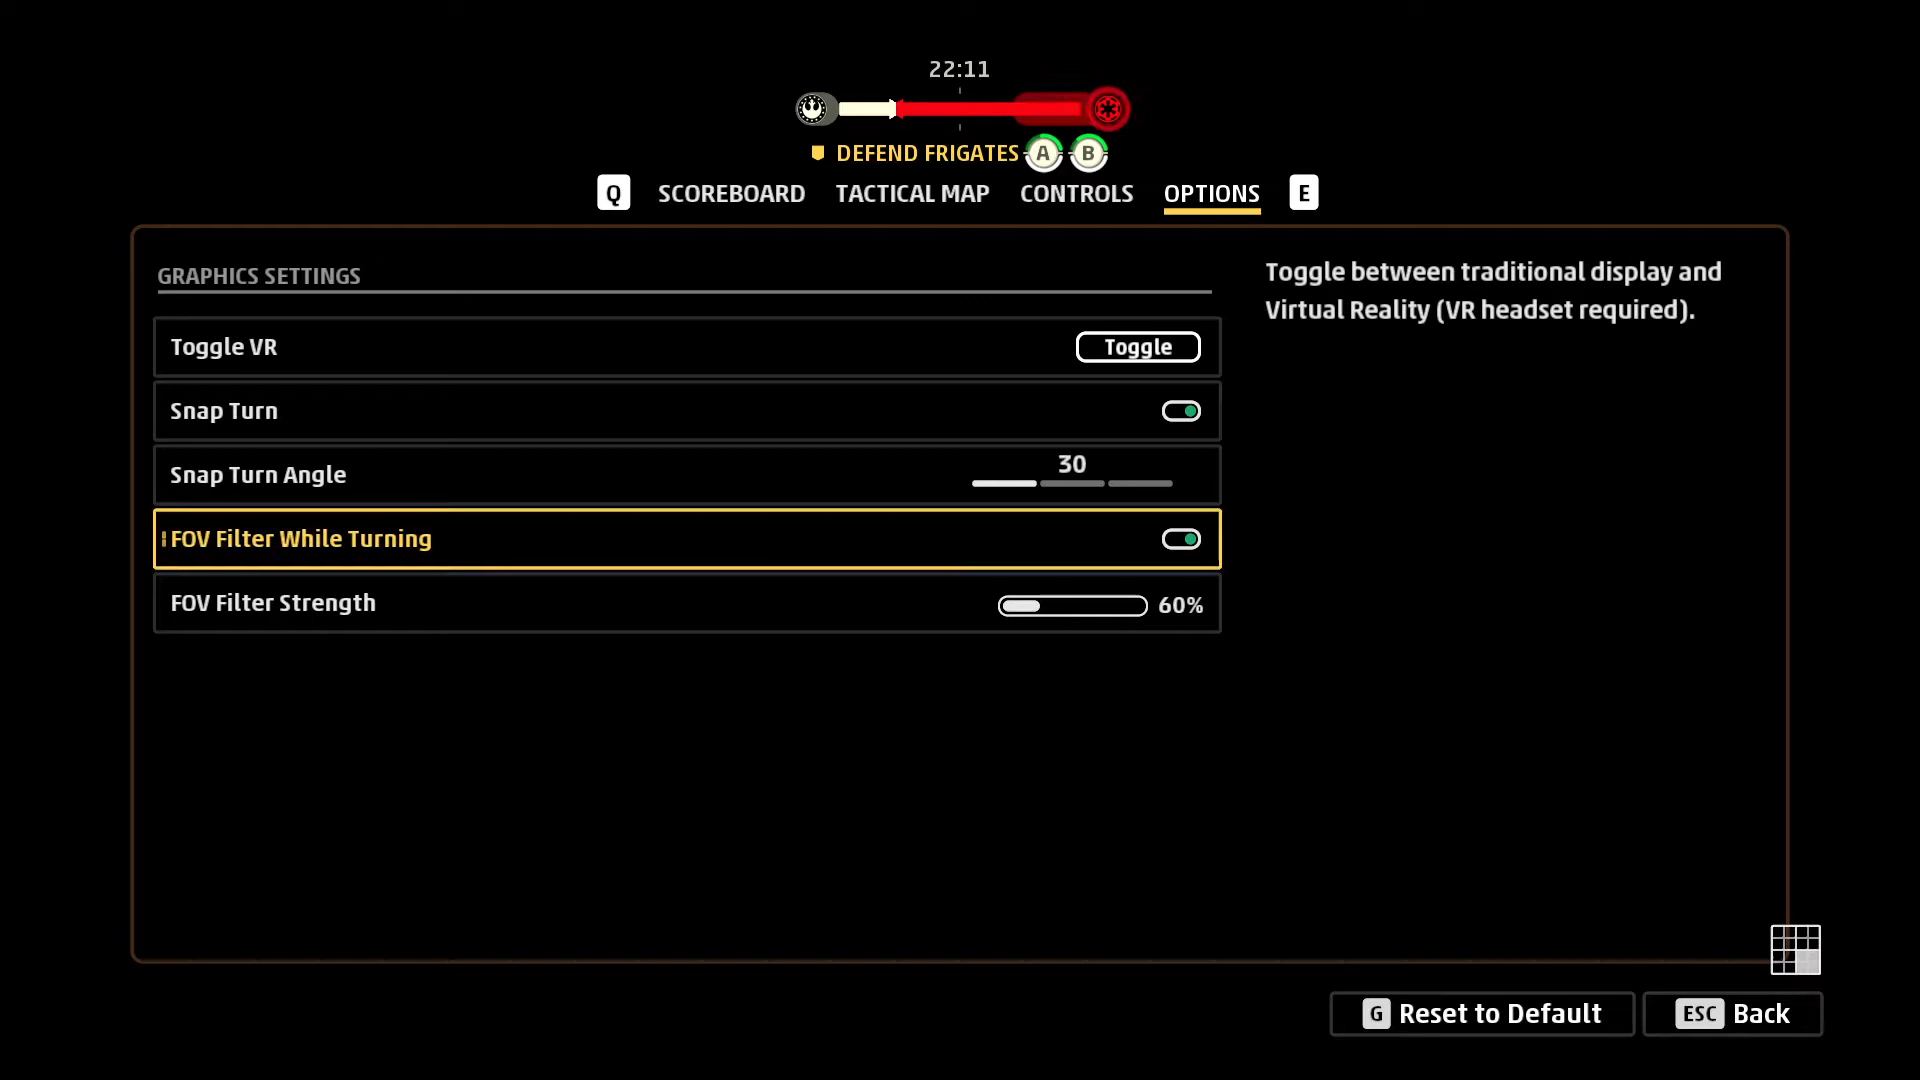 22:11
DEFEND FRIGATES A B
Q SCOREBOARD TACTICAL MAP CONTROLS OPTIONS E
GRAPHICS SETTINGS
Toggle VR Toggle
Snap Turn
Snap Turn Angle 30
FOV Filter While Turning
FOV Filter Strength 60%
Toggle between traditional display and
Virtual Reality (VR headset required).
G Reset to Default ESC Back